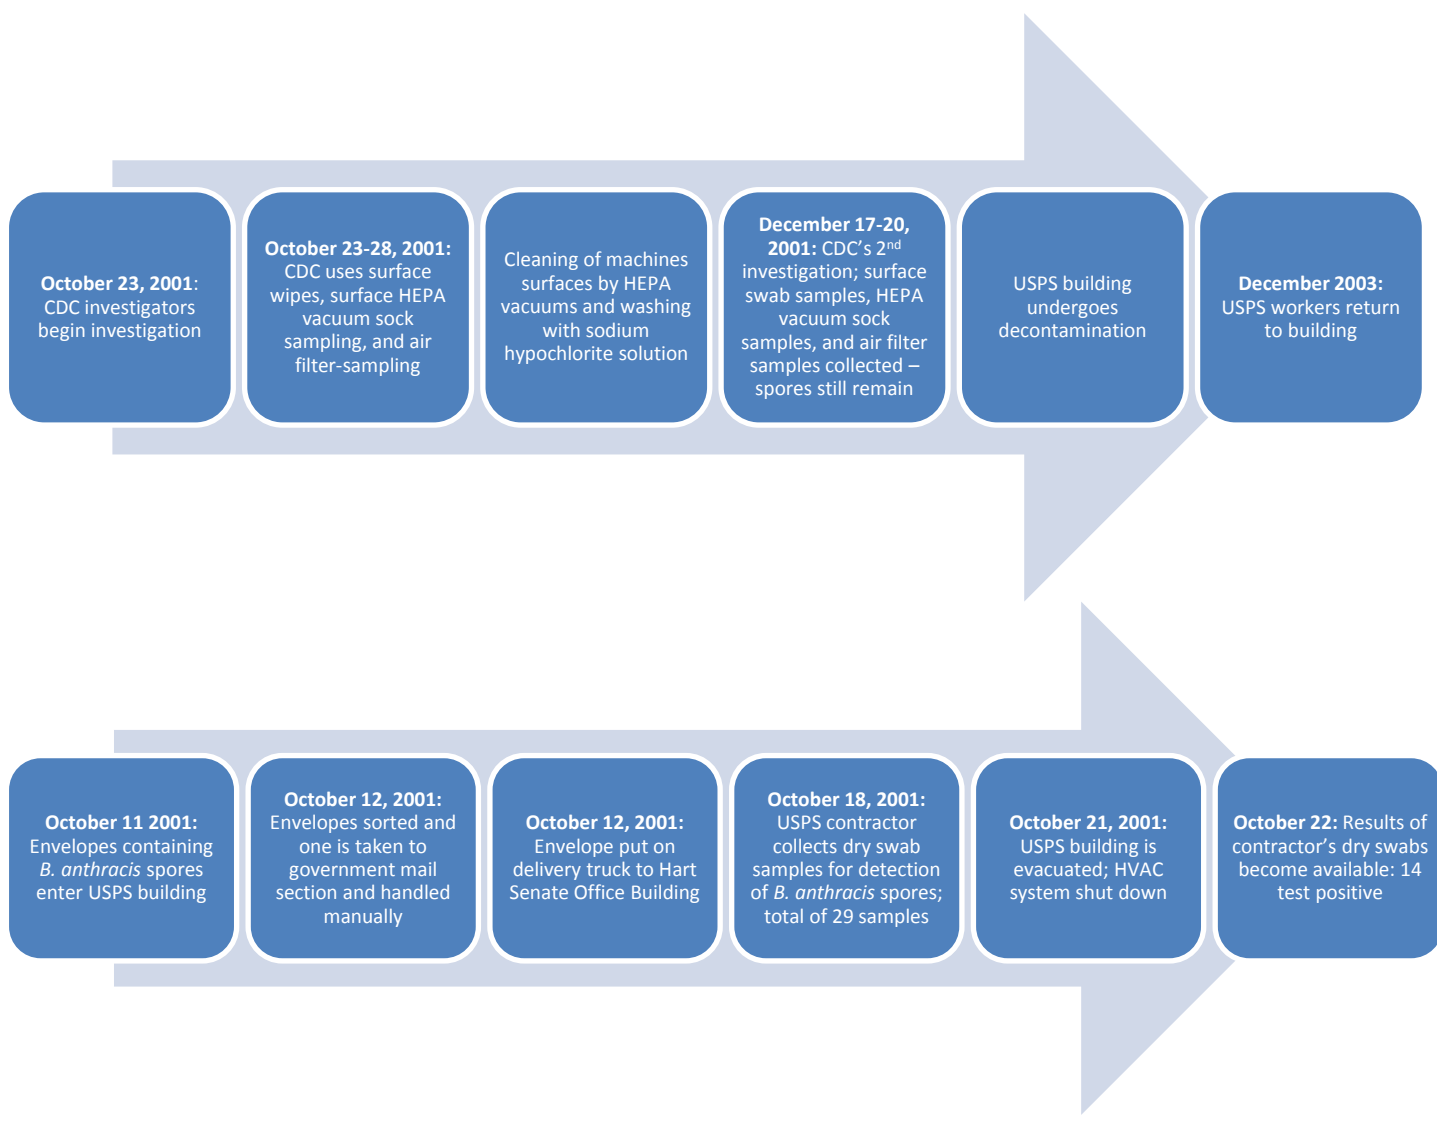 October 23, 2001:
CDC investigators
begin investigation
October 23-28, 2001:
CDC uses surface
wipes, surface HEPA
vacuum sock
sampling, and air
filter-sampling
Cleaning of machines
surfaces by HEPA
vacuums and washing
with sodium
hypochlorite solution
December 17-20,
2001: CDC's 2nd
investigation; surface
swab samples, HEPA
vacuum sock
samples, and air filter
samples collected –
spores still remain
USPS building
undergoes
decontamination
December 2003:
USPS workers return
to building
October 11 2001:
Envelopes containing
B. anthracis spores
enter USPS building
October 12, 2001:
Envelopes sorted and
one is taken to
government mail
section and handled
manually
October 12, 2001:
Envelope put on
delivery truck to Hart
Senate Office Building
October 18, 2001:
USPS contractor
collects dry swab
samples for detection
of B. anthracis spores;
total of 29 samples
October 21, 2001:
USPS building is
evacuated; HVAC
system shut down
October 22: Results of
contractor's dry swabs
become available: 14
test positive